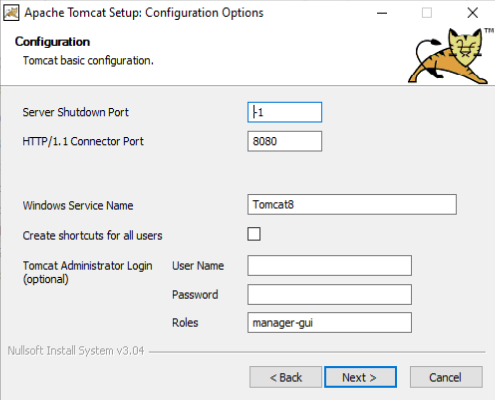 Apache Tomcat Setup: Configuration Options
Configuration
Tomcat basic configuration.
TM
Server Shutdown Port
-1
HTTP/1.1 Connector Port
8080
Windows Service Name
Tomcat8
Create shortcuts for all users
Tomcat Administrator Login
(optional)
User Name
Password
Roles
manager-gui
Nullsoft Install System v3.04
< Back
Next >
Cancel